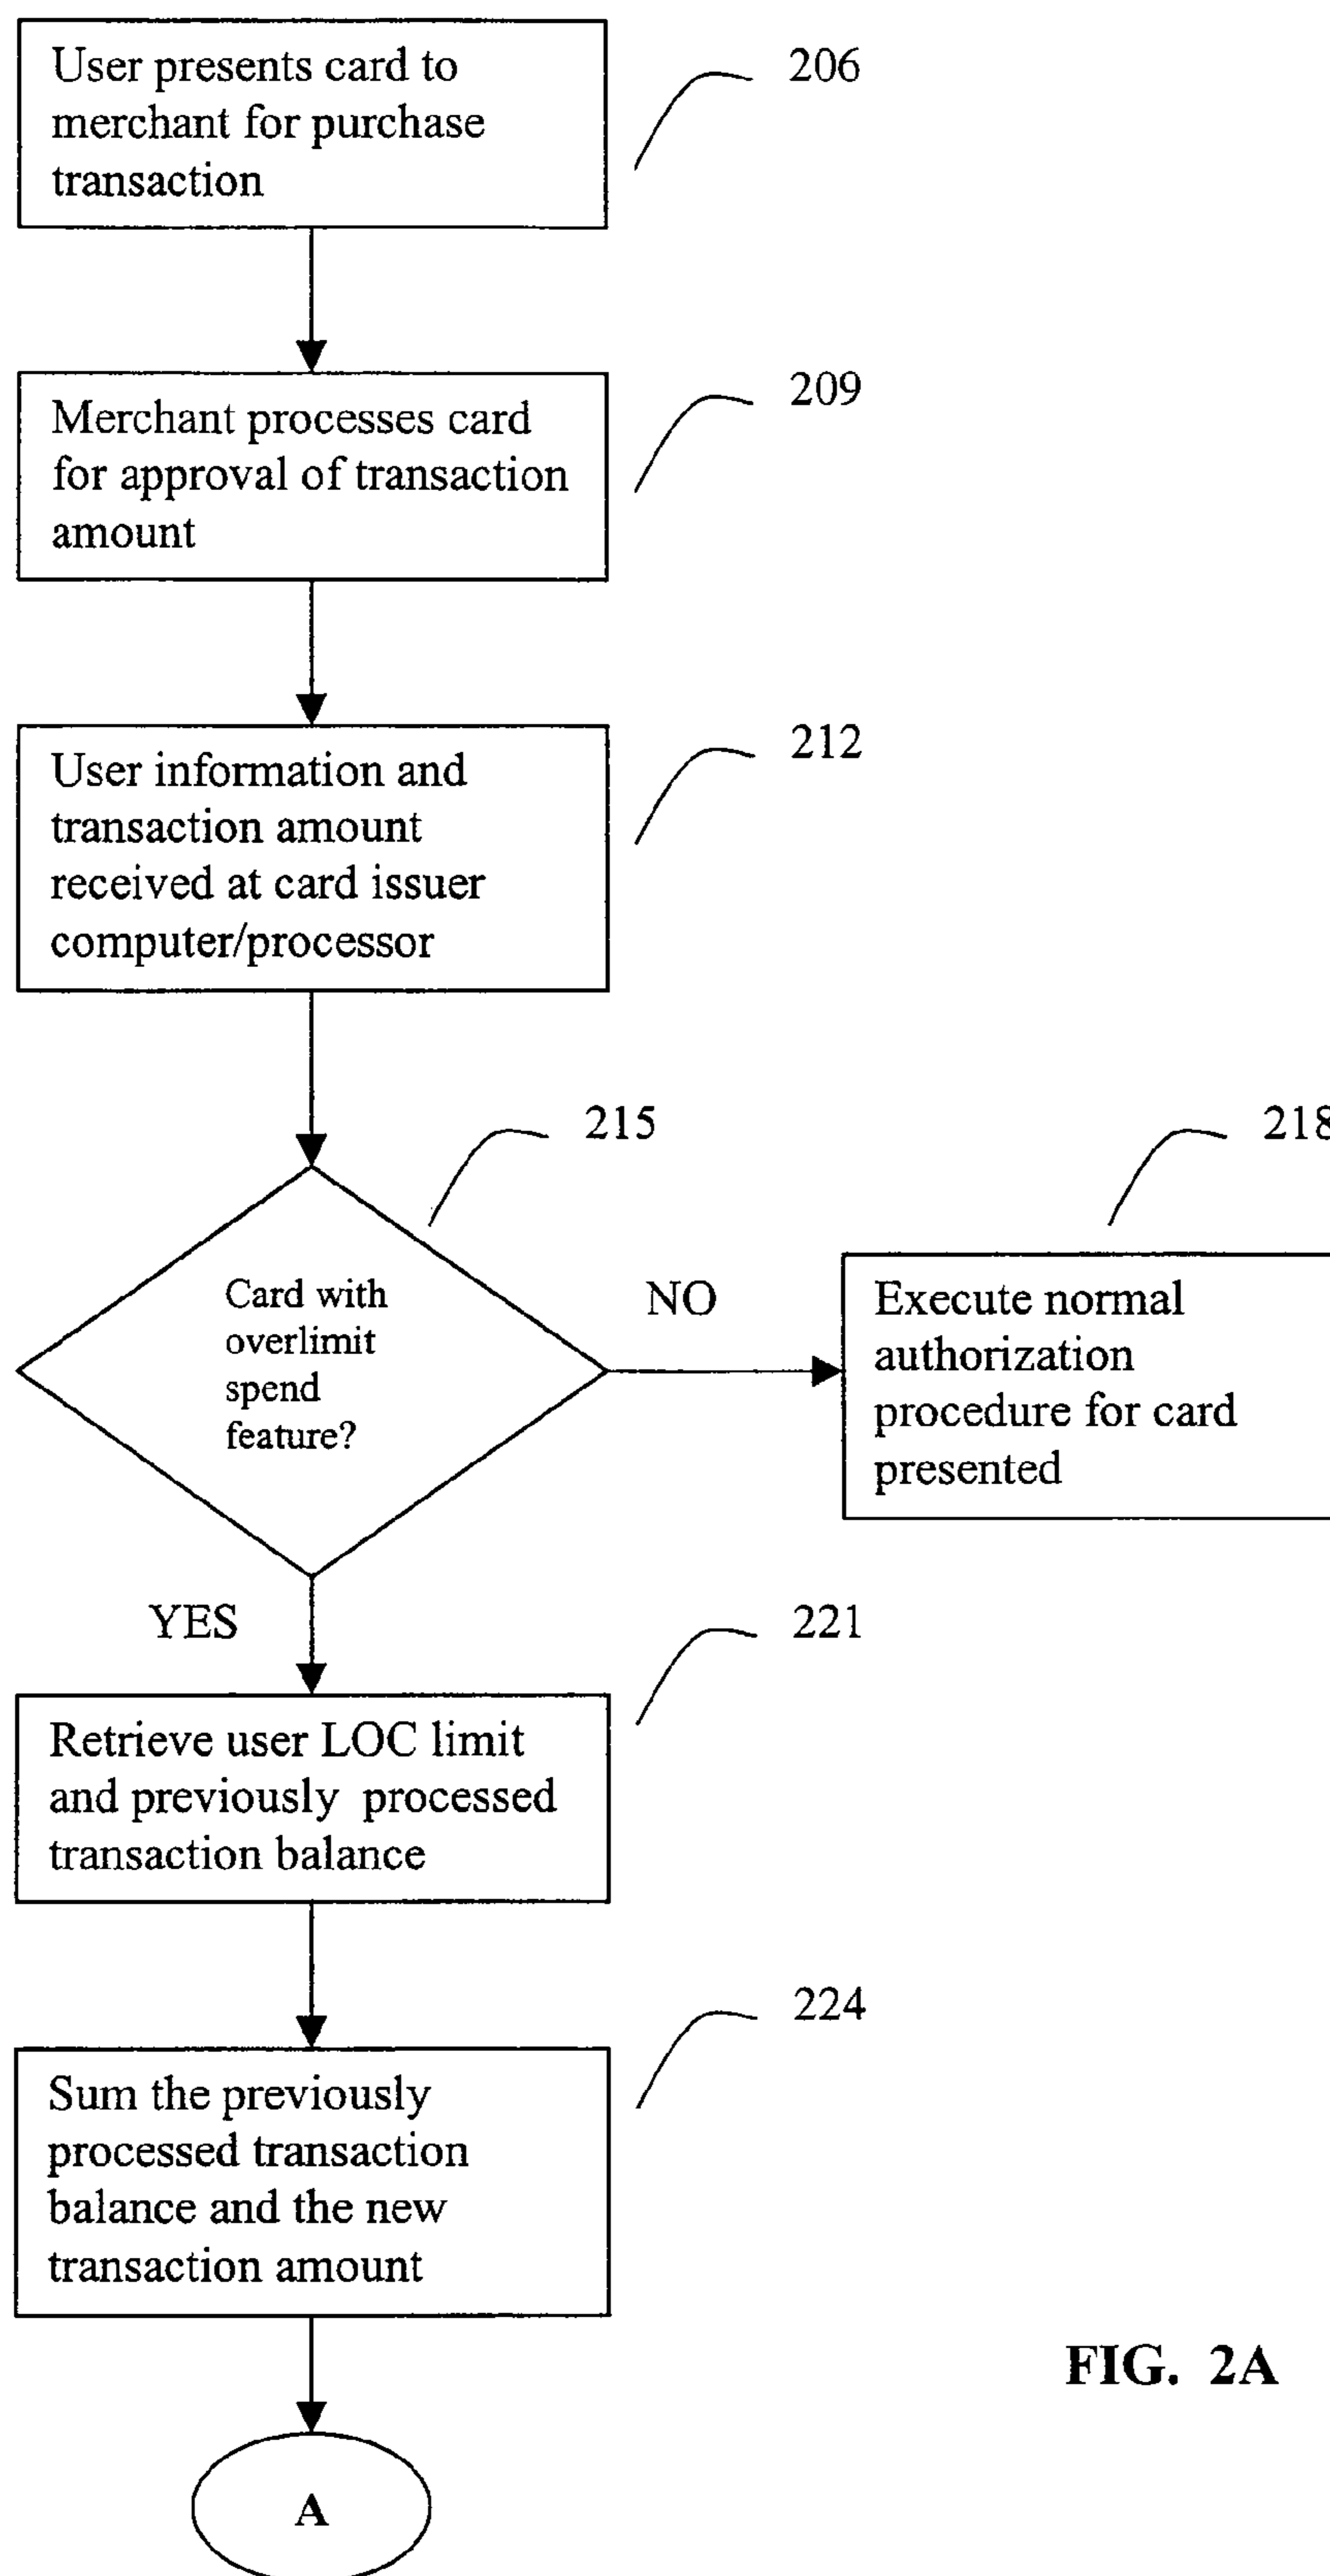 User presents card to
merchant for purchase
transaction
206
Merchant processes card
for approval of transaction
amount
209
User information and
transaction amount
received at card issuer
computer/processor
212
Card with
overlimit
spend
feature?
215
NO
Execute normal
authorization
procedure for card
presented
218
YES
Retrieve user LOC limit
and previously processed
transaction balance
221
Sum the previously
processed transaction
balance and the new
transaction amount
224
A
FIG. 2A